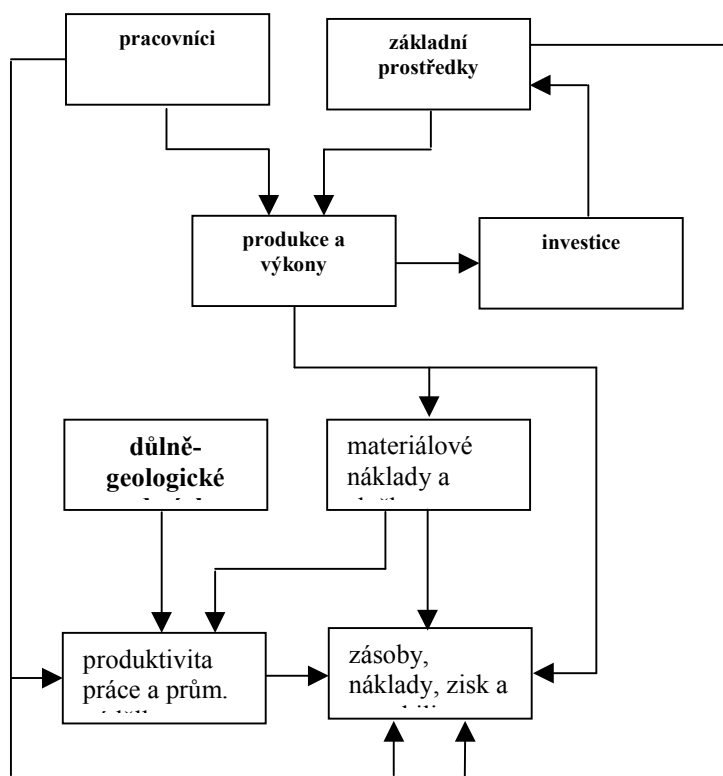 pracovníci
základní
prostředky
produkce a
výkony
investice
důlně-
geologické
materiálové
náklady a
produktivita
práce a prům.
zásoby,
náklady, zisk a